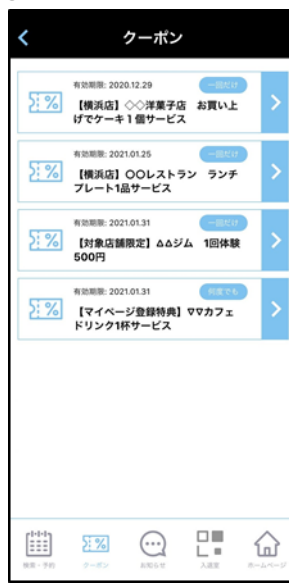 クーポン
有効期限: 2020.12.29 一回だけ
【横浜店】◇◇洋菓子店 お買い上
げでケーキ1個サービス
有効期限: 2021.01.25 一回だけ
【横浜店】〇〇レストラン ランチ
プレート1品サービス
有効期限: 2021.01.31 一回だけ
【対象店舗限定】△△ジム 1回体験
500円
有効期限: 2021.01.31 何度でも
【マイページ登録特典】▽▽カフェ
ドリンク1杯サービス
検索・予約 クーポン お知らせ 入退室 ホームページ